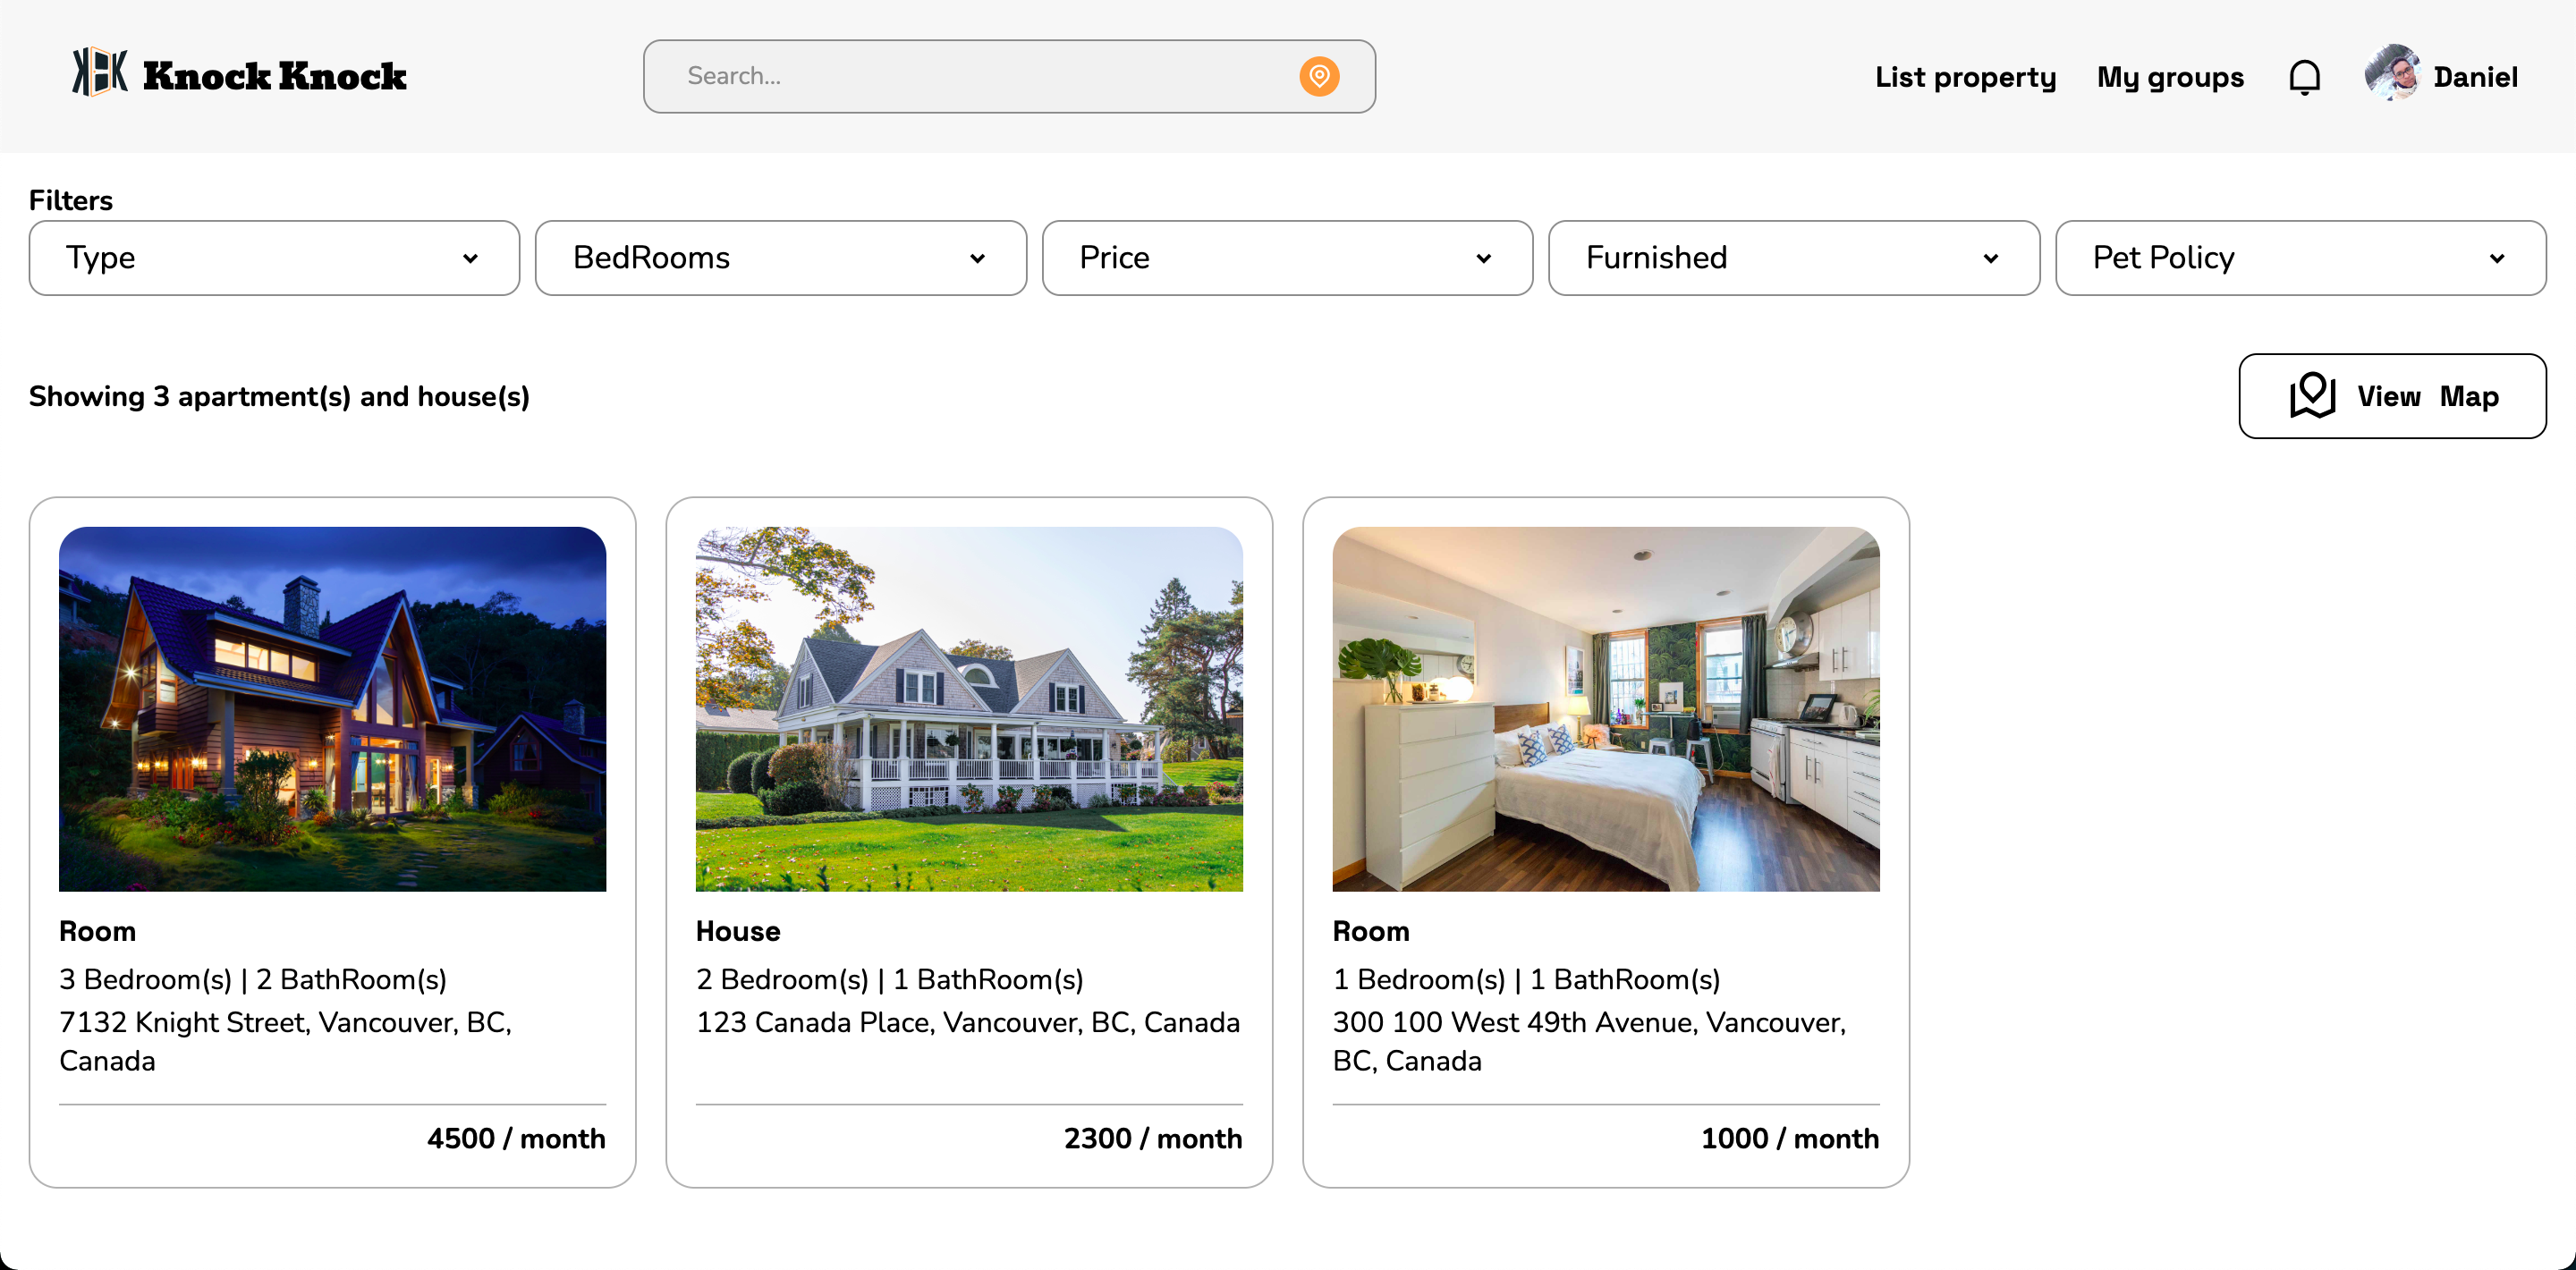 Knock Knock
Search...
List property
My groups
Daniel
Filters
Type
BedRooms
Price
Furnished
Pet Policy
Showing 3 apartment(s) and house(s)
View Map
Room
3 Bedroom(s) | 2 BathRoom(s)
7132 Knight Street, Vancouver, BC,
Canada
4500 / month
House
2 Bedroom(s) | 1 BathRoom(s)
123 Canada Place, Vancouver, BC, Canada
2300 / month
Room
1 Bedroom(s) | 1 BathRoom(s)
300 100 West 49th Avenue, Vancouver,
BC, Canada
1000 / month